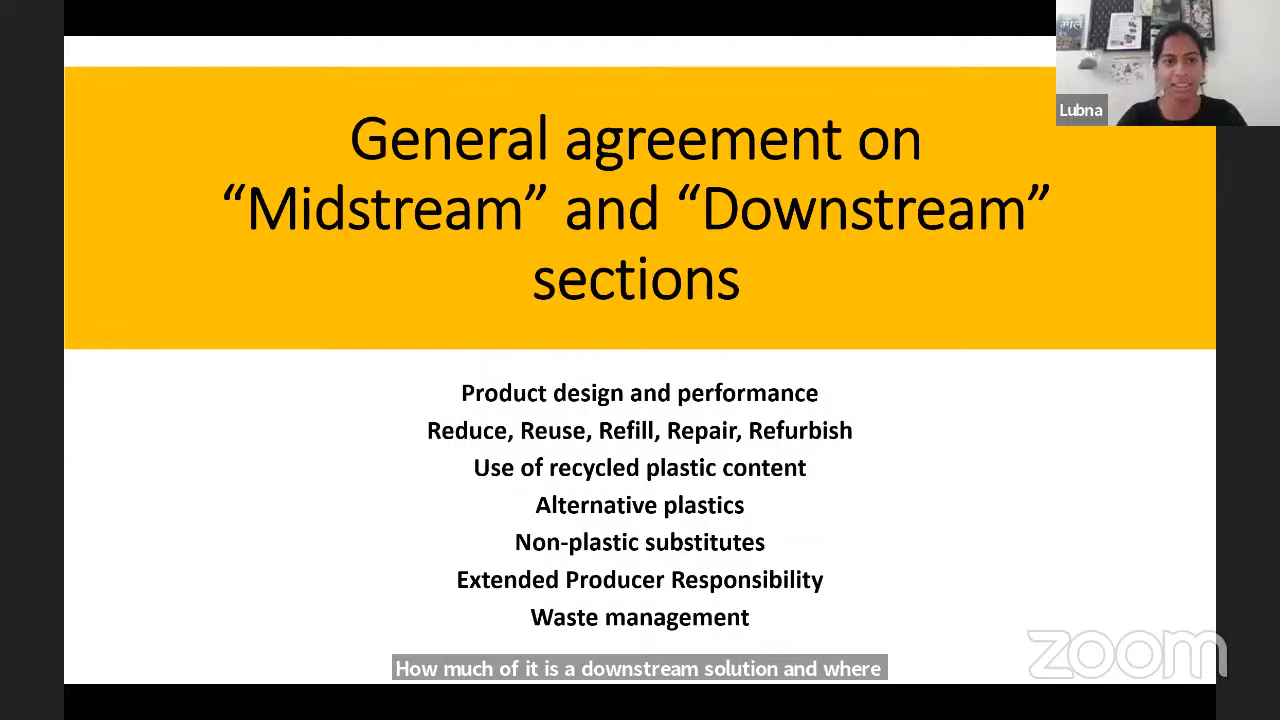 General agreement on
“Midstream” and “Downstream”
sections
Lubna
Product design and performance
Reduce, Reuse, Refill, Repair, Refurbish
Use of recycled plastic content
Alternative plastics
Non-plastic substitutes
Extended Producer Responsibility
Waste management
How much of it is a downstream solution and where
zoom